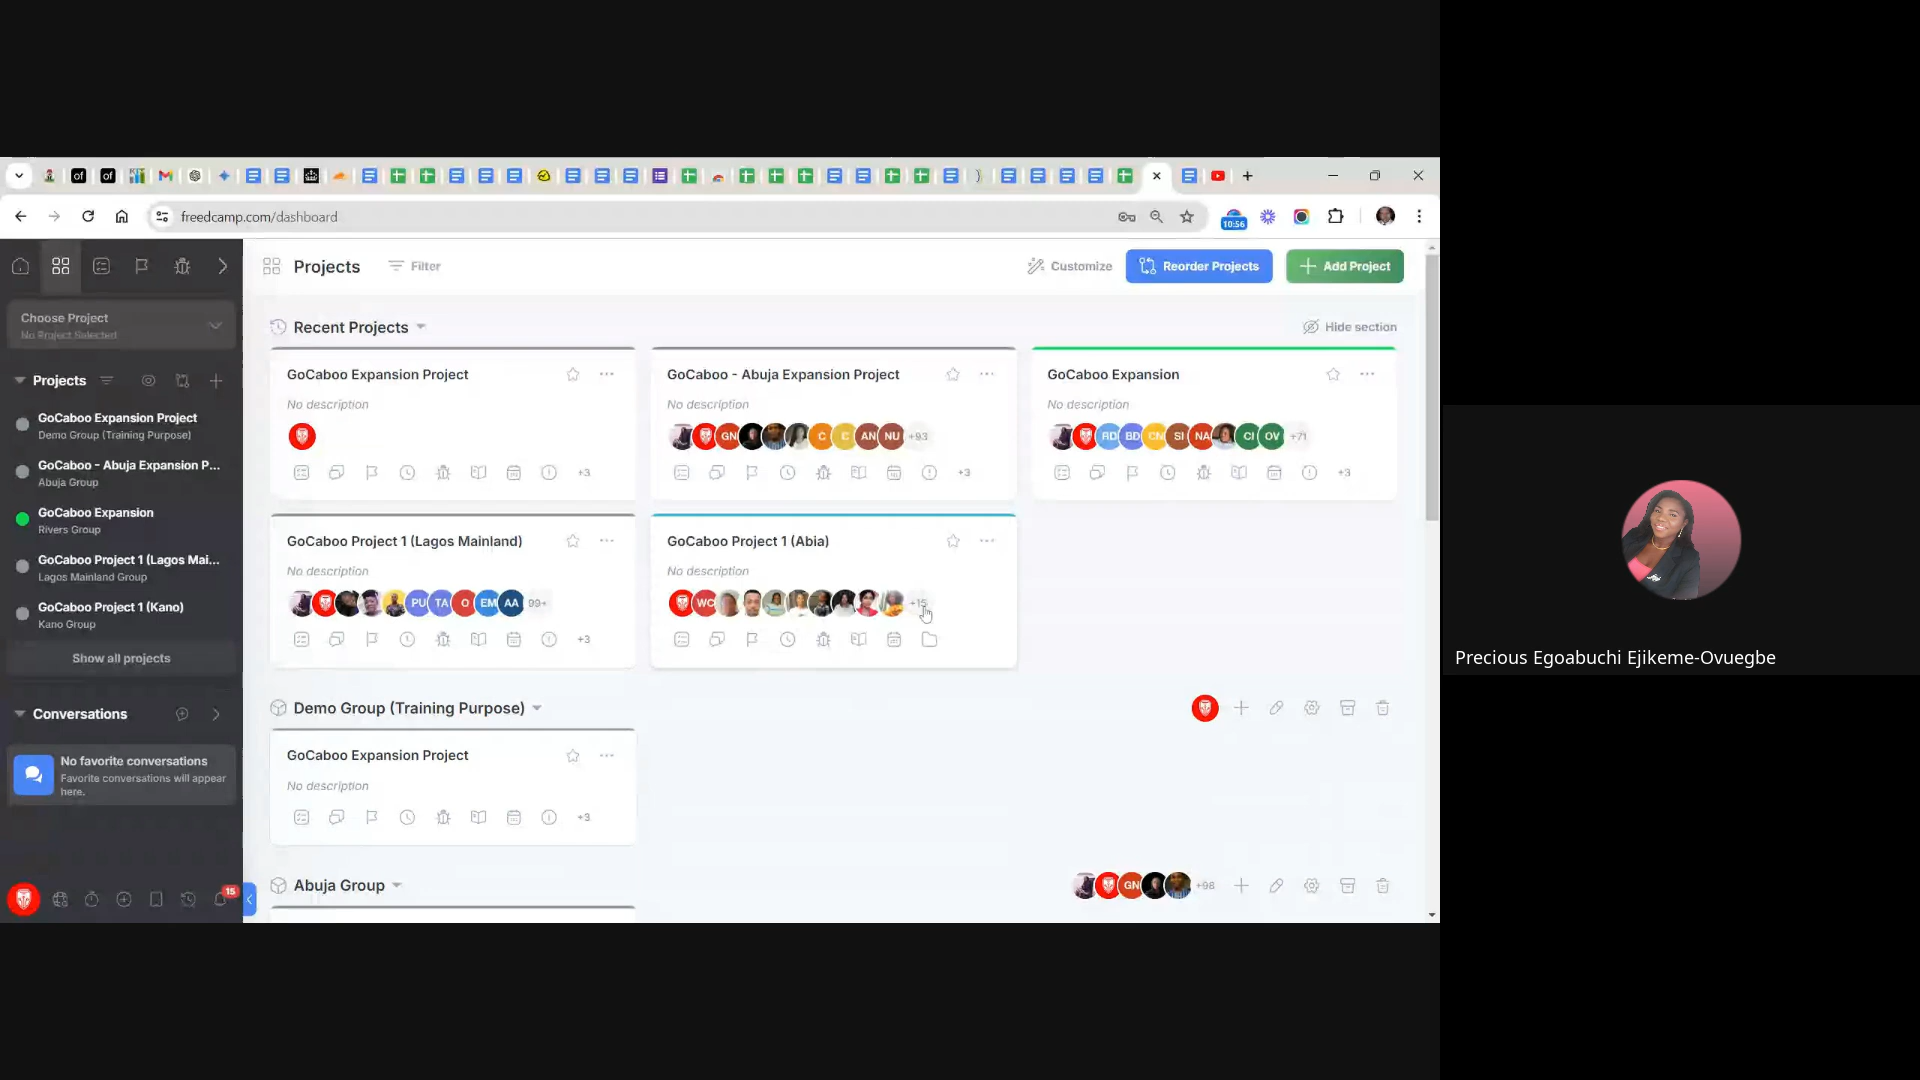 freedcamp.com/dashboard
10:56
Choose Project
No Project Selected
Projects
GoCaboo Expansion Project
Demo Group (Training Purpose)
GoCaboo - Abuja Expansion P...
Abuja Group
GoCaboo Expansion
Rivers Group
GoCaboo Project 1 (Lagos Mai...
Lagos Mainland Group
GoCaboo Project 1 (Kano)
Kano Group
Show all projects
Conversations
No favorite conversations
Favorite conversations will appear
here.
15
Projects
Filter
Customize
Reorder Projects
Add Project
Recent Projects
Hide section
GoCaboo Expansion Project
No description
+3
GoCaboo - Abuja Expansion Project
No description
GN C C AN NU +93
+3
GoCaboo Expansion
No description
RD BD CN SI NA CI OV +71
+3
GoCaboo Project 1 (Lagos Mainland)
No description
PU TA O EM AA 99+
+3
GoCaboo Project 1 (Abia)
No description
WC +15
Demo Group (Training Purpose)
GoCaboo Expansion Project
No description
+3
Abuja Group
GN +98
Precious Egoabuchi Ejikeme-Ovuegbe